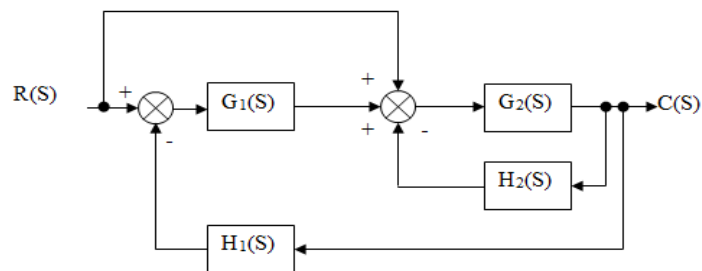 +
R(S)
+
G₁(S)
+
-
G₂(S)
C(S)
-
H₂(S)
H₁(S)